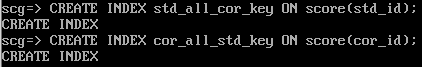 scg=> CREATE INDEX std_all_cor_key ON score(std_id);
CREATE INDEX
scg=> CREATE INDEX cor_all_std_key ON score(cor_id);
CREATE INDEX